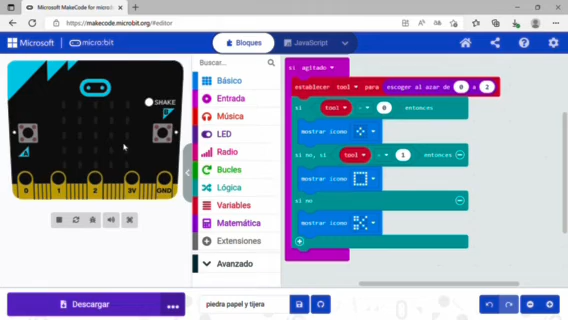 Microsoft MakeCode for micro:b
https://makecode.microbit.org/#editor
Microsoft
micro:bit
Bloques
JavaScript
SHAKE
B
A
0 1 2 3V GND
Buscar...
Básico
Entrada
Música
LED
Radio
Bucles
Lógica
Variables
Matemática
Extensiones
Avanzado
si agitado
establecer tool para escoger al azar de 0 a 2
si tool = 0 entonces
mostrar ícono
si no, si tool = 1 entonces
mostrar ícono
si no
mostrar ícono
Descargar
piedra papel y tijera